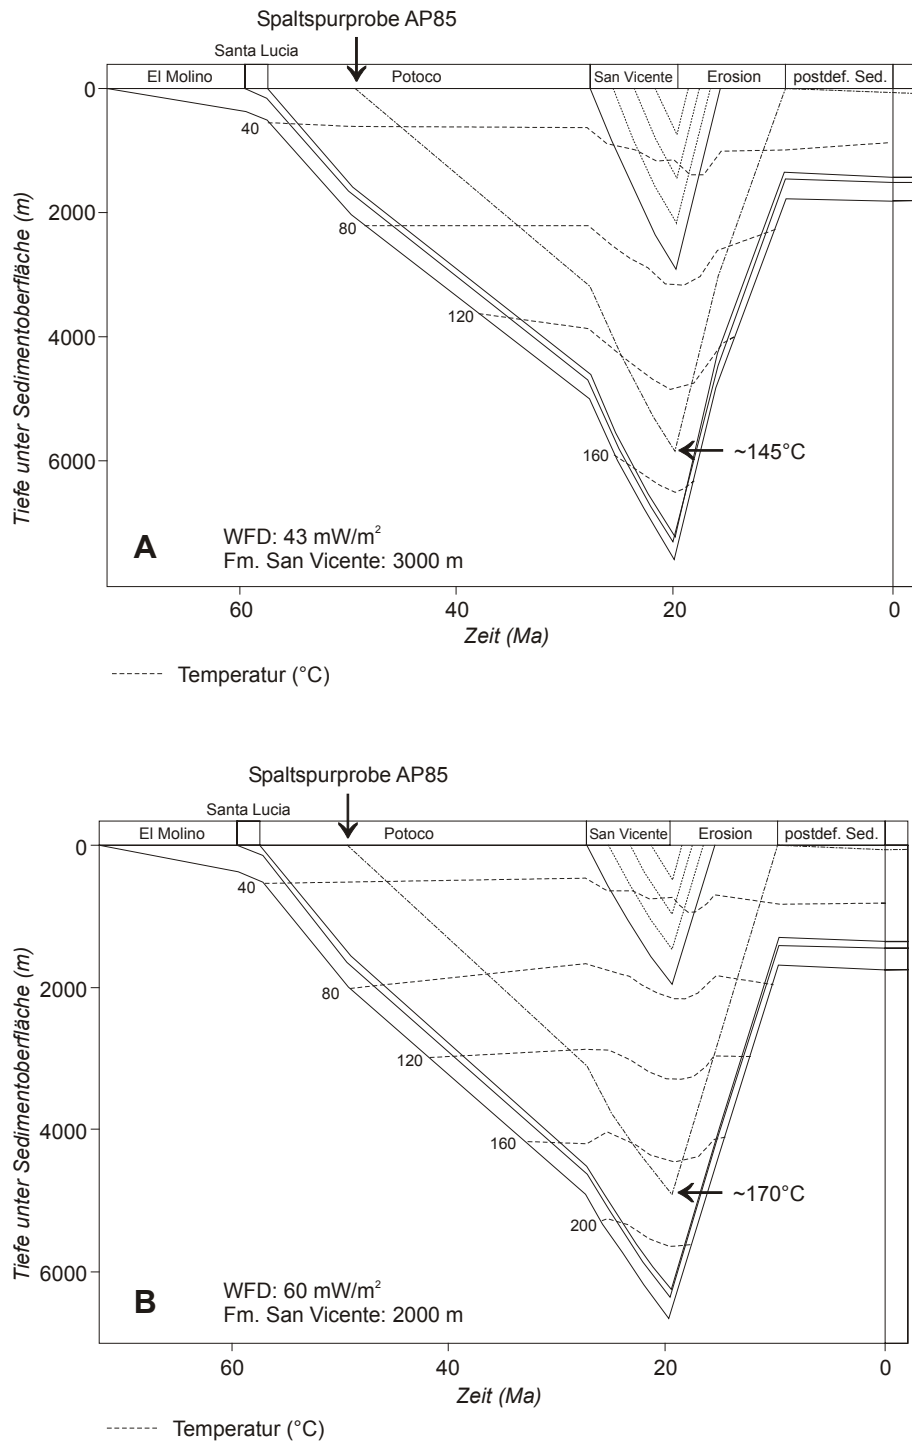 Spaltspurprobe AP85
Santa Lucia
El Molino
Potoco
San Vicente
Erosion
postdef. Sed.
0
2000
4000
6000
Tiefe unter Sedimentoberfläche (m)
40
80
120
160
~145°C
A
WFD: 43 mW/m²
Fm. San Vicente: 3000 m
60
40
20
0
Zeit (Ma)
Temperatur (°C)
Spaltspurprobe AP85
Santa Lucia
El Molino
Potoco
San Vicente
Erosion
postdef. Sed.
0
2000
4000
6000
Tiefe unter Sedimentoberfläche (m)
40
80
120
160
200
~170°C
B
WFD: 60 mW/m²
Fm. San Vicente: 2000 m
60
40
20
0
Zeit (Ma)
Temperatur (°C)